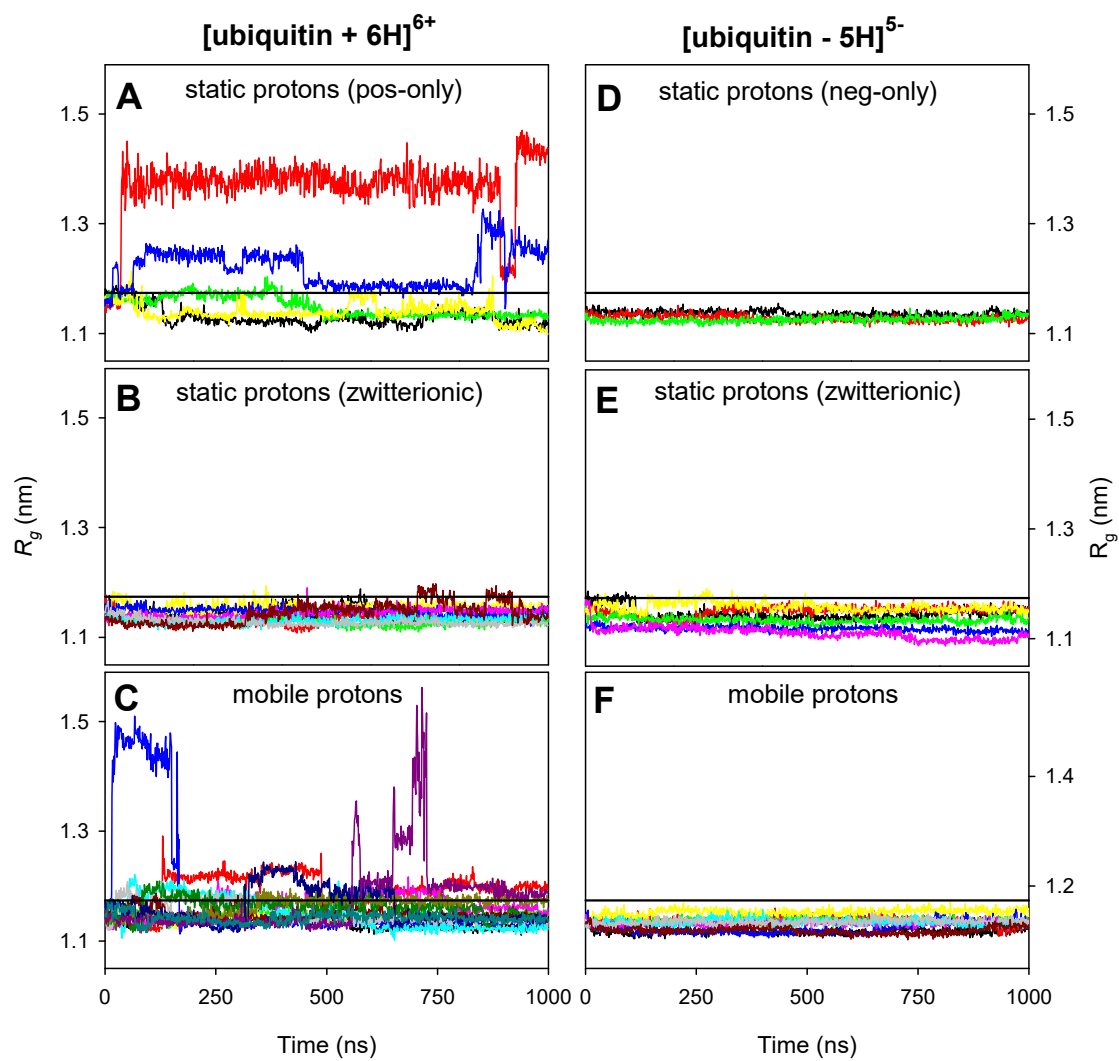 [ubiquitin + 6H]6+
[ubiquitin - 5H]5-
A
static protons (pos-only)
1.5
1.3
1.1
D
static protons (neg-only)
1.5
1.3
1.1
B
static protons (zwitterionic)
1.5
1.3
1.1
Rg (nm)
E
static protons (zwitterionic)
1.5
1.3
1.1
Rg (nm)
C
mobile protons
1.5
1.3
1.1
0 250 500 750 1000
Time (ns)
F
mobile protons
1.4
1.2
0 250 500 750 1000
Time (ns)